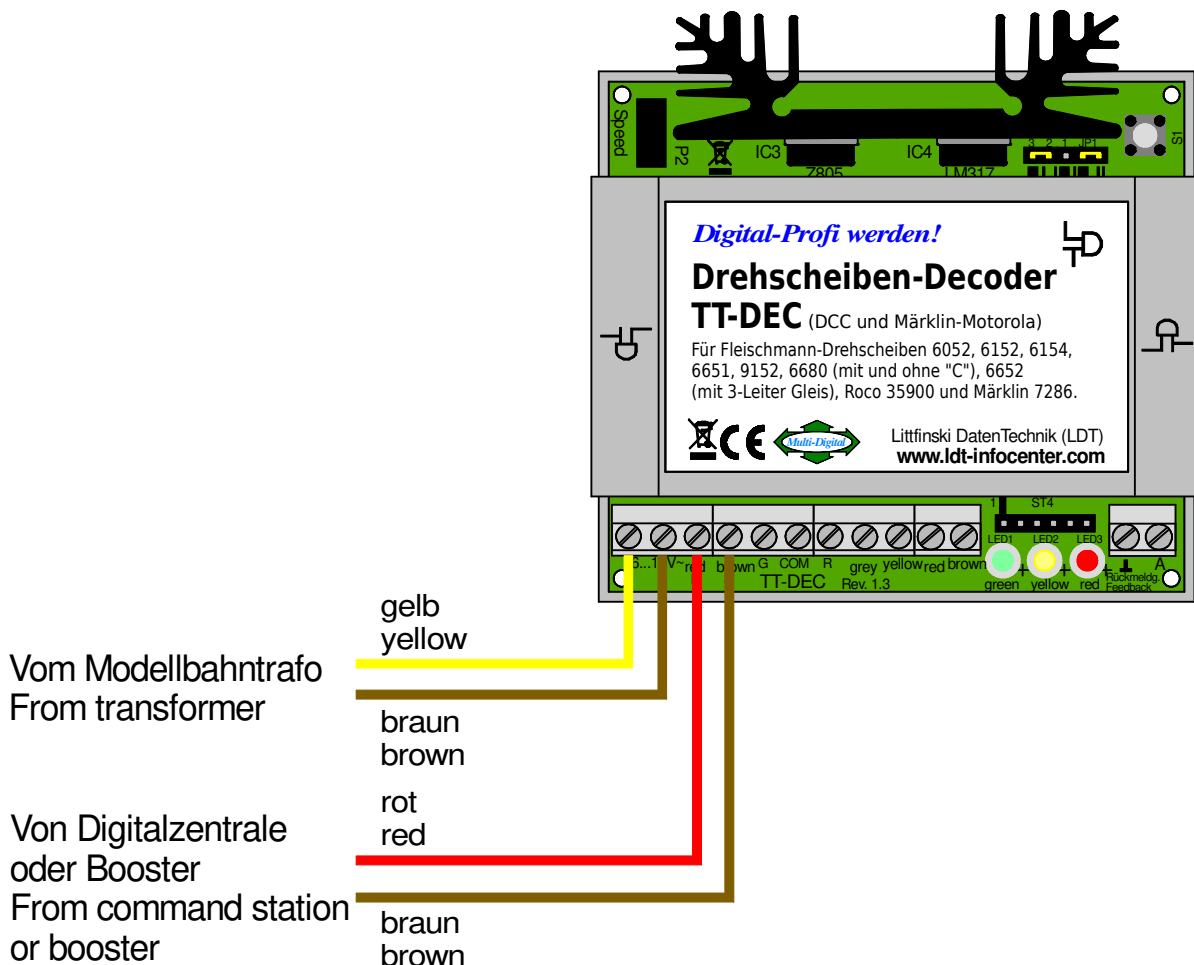 Speed
P2
IC3
7805
IC4
LM317
3 2 1 JP1
S1
Digital-Profi werden!
Drehscheiben-Decoder
TT-DEC (DCC und Märklin-Motorola)
Für Fleischmann-Drehscheiben 6052, 6152, 6154,
6651, 9152, 6680 (mit und ohne "C"), 6652
(mit 3-Leiter Gleis), Roco 35900 und Märklin 7286.
CE
Multi-Digital
Littfinski DatenTechnik (LDT)
www.ldt-infocenter.com
1 ST4
LED1 LED2 LED3
V~ red brown G COM R grey yellow red brown
TT-DEC Rev. 1.3
green yellow red
+ + +
Rückmeldg.
Feedback
A
gelb
yellow
Vom Modellbahntrafo
From transformer
braun
brown
rot
red
Von Digitalzentrale
oder Booster
From command station
or booster
braun
brown